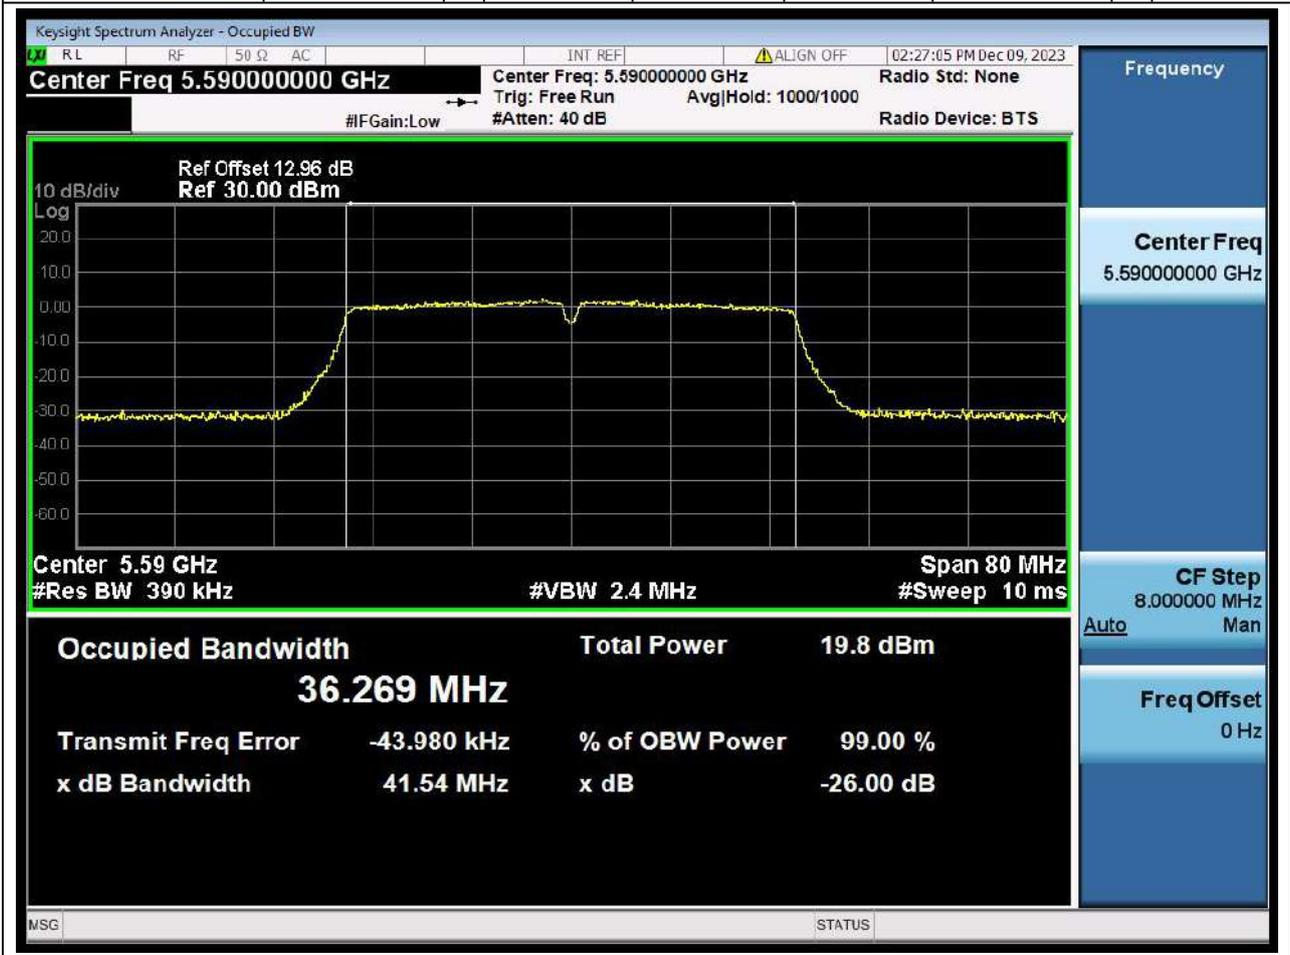 Keysight Spectrum Analyzer - Occupied BW
LXI RL RF 50 Ω AC INT REF ALIGN OFF 02:27:05 PM Dec 09, 2023
Center Freq 5.590000000 GHz
Center Freq: 5.590000000 GHz
Radio Std: None
Trig: Free Run Avg|Hold: 1000/1000
#IFGain:Low
#Atten: 40 dB
Radio Device: BTS
Ref Offset 12.96 dB
10 dB/div Ref 30.00 dBm
Log
20.0
10.0
0.00
-10.0
-20.0
-30.0
-40.0
-50.0
-60.0
Center 5.59 GHz Span 80 MHz
#Res BW 390 kHz #VBW 2.4 MHz #Sweep 10 ms
Occupied Bandwidth Total Power 19.8 dBm
36.269 MHz
Transmit Freq Error -43.980 kHz % of OBW Power 99.00 %
x dB Bandwidth 41.54 MHz x dB -26.00 dB
MSG STATUS
Frequency
Center Freq
5.590000000 GHz
CF Step
8.000000 MHz
Auto Man
Freq Offset
0 Hz